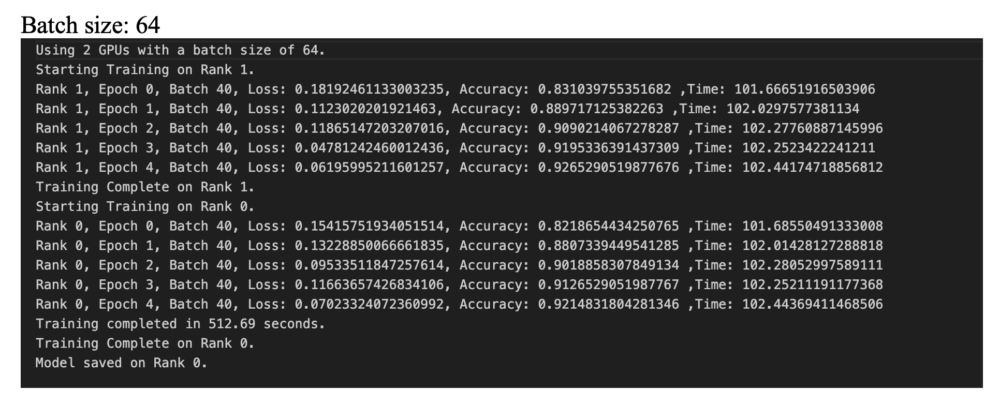 Batch size: 64
Using 2 GPUs with a batch size of 64.
Starting Training on Rank 1.
Rank 1, Epoch 0, Batch 40, Loss: 0.18192461133003235, Accuracy: 0.831039755351682 ,Time: 101.66651916503906
Rank 1, Epoch 1, Batch 40, Loss: 0.1123020201921463, Accuracy: 0.889717125382263 ,Time: 102.0297577381134
Rank 1, Epoch 2, Batch 40, Loss: 0.11865147203207016, Accuracy: 0.9090214067278287 ,Time: 102.27760887145996
Rank 1, Epoch 3, Batch 40, Loss: 0.04781242460012436, Accuracy: 0.9195336391437309 ,Time: 102.2523422241211
Rank 1, Epoch 4, Batch 40, Loss: 0.06195995211601257, Accuracy: 0.9265290519877676 ,Time: 102.44174718856812
Training Complete on Rank 1.
Starting Training on Rank 0.
Rank 0, Epoch 0, Batch 40, Loss: 0.15415751934051514, Accuracy: 0.8218654434250765 ,Time: 101.68550491333008
Rank 0, Epoch 1, Batch 40, Loss: 0.13228850066661835, Accuracy: 0.8807339449541285 ,Time: 102.01428127288818
Rank 0, Epoch 2, Batch 40, Loss: 0.09533511847257614, Accuracy: 0.9018858307849134 ,Time: 102.28052997589111
Rank 0, Epoch 3, Batch 40, Loss: 0.11663657426834106, Accuracy: 0.9126529051987767 ,Time: 102.25211191177368
Rank 0, Epoch 4, Batch 40, Loss: 0.07023324072360992, Accuracy: 0.9214831804281346 ,Time: 102.44369411468506
Training completed in 512.69 seconds.
Training Complete on Rank 0.
Model saved on Rank 0.